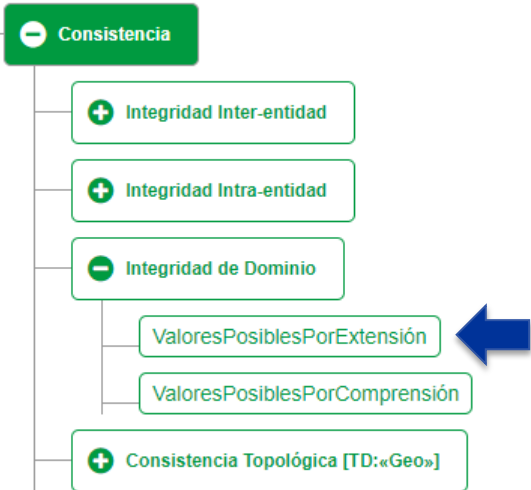 Consistencia
Integridad Inter-entidad
Integridad Intra-entidad
Integridad de Dominio
ValoresPosiblesPorExtensión
ValoresPosiblesPorComprensión
Consistencia Topológica [TD:«Geo»]